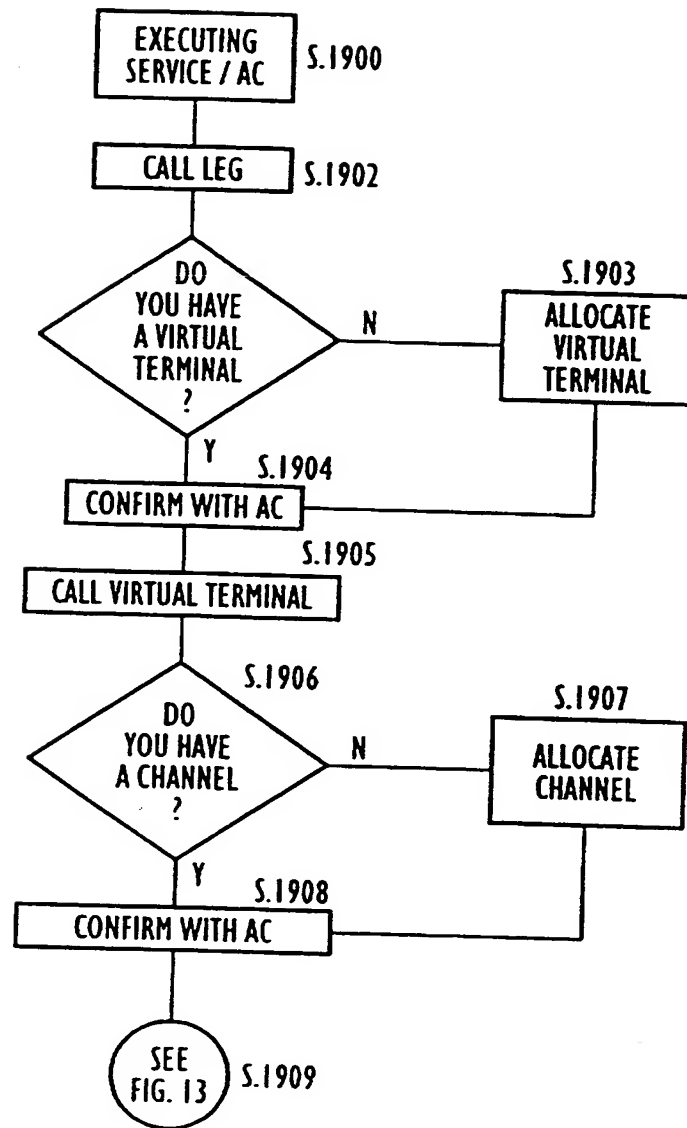 EXECUTING
SERVICE / AC
S.1900
CALL LEG
S.1902
DO
YOU HAVE
A VIRTUAL
TERMINAL
?
N
S.1903
ALLOCATE
VIRTUAL
TERMINAL
Y
S.1904
CONFIRM WITH AC
S.1905
CALL VIRTUAL TERMINAL
S.1906
DO
YOU HAVE
A CHANNEL
?
N
S.1907
ALLOCATE
CHANNEL
Y
S.1908
CONFIRM WITH AC
SEE
FIG. 13
S.1909